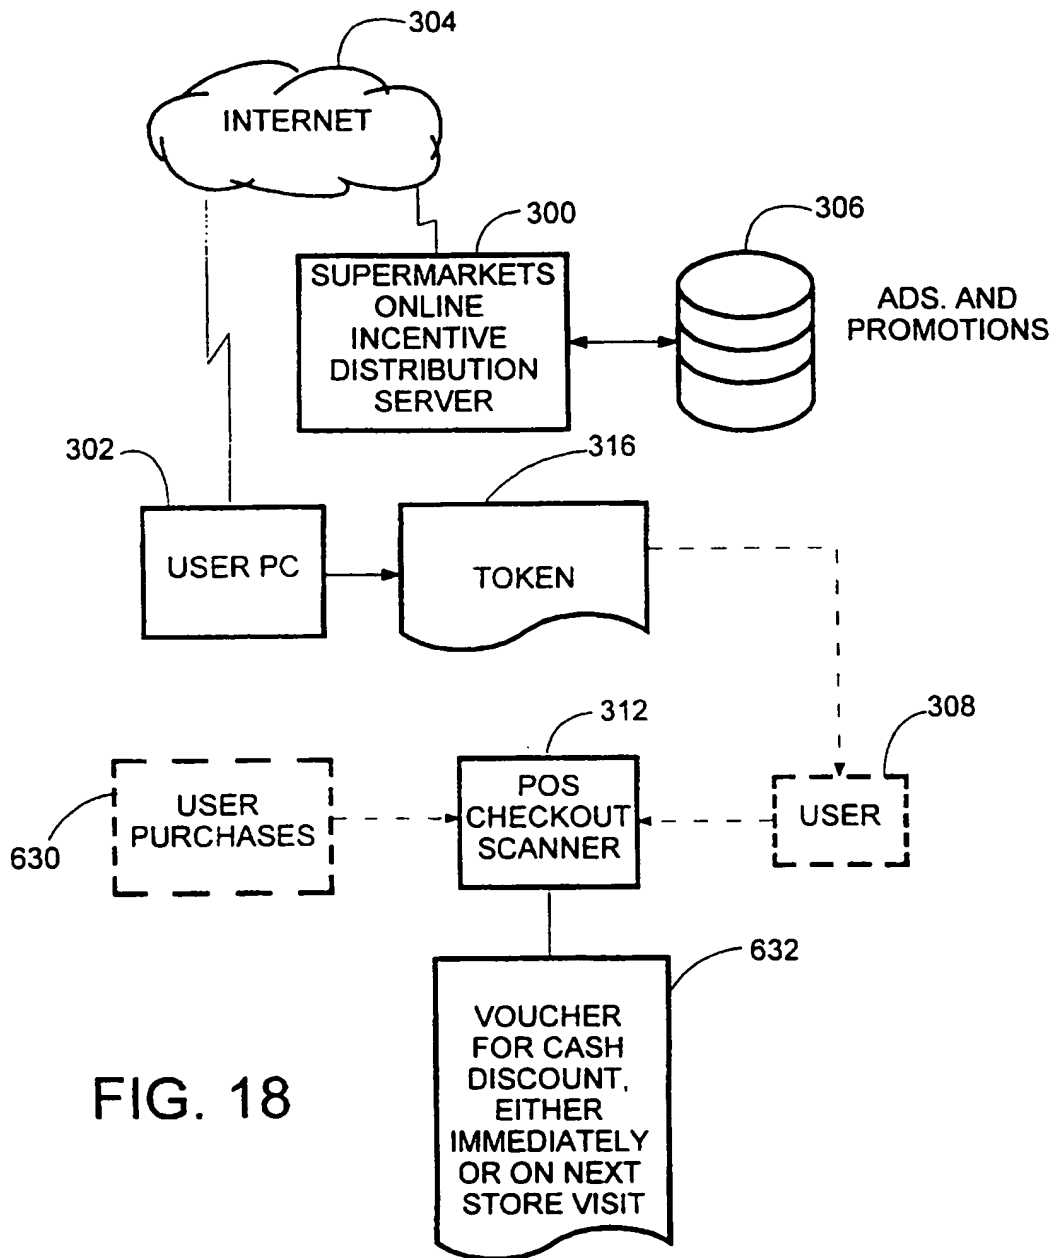 304
INTERNET
300
306
SUPERMARKETS
ONLINE
INCENTIVE
DISTRIBUTION
SERVER
ADS. AND
PROMOTIONS
302
316
USER PC
TOKEN
312
308
USER
PURCHASES
POS
CHECKOUT
SCANNER
USER
630
632
VOUCHER
FOR CASH
DISCOUNT,
EITHER
IMMEDIATELY
OR ON NEXT
STORE VISIT
FIG. 18